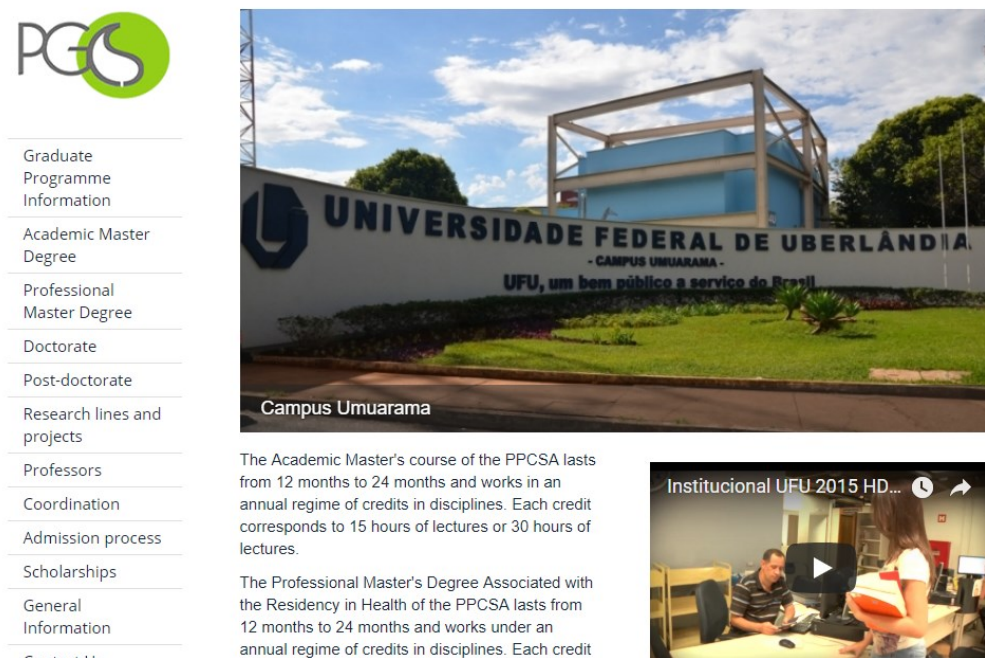 PGCS
Graduate
Programme
Information
Academic Master
Degree
Professional
Master Degree
Doctorate
Post-doctorate
Research lines and
projects
Professors
Coordination
Admission process
Scholarships
General
Information
UNIVERSIDADE FEDERAL DE UBERLÂNDIA
- CAMPUS UMUARAMA -
UFU, um bem público a serviço do Brasil
Campus Umuarama
The Academic Master's course of the PPCSA lasts
from 12 months to 24 months and works in an
annual regime of credits in disciplines. Each credit
corresponds to 15 hours of lectures or 30 hours of
lectures.
The Professional Master's Degree Associated with
the Residency in Health of the PPCSA lasts from
12 months to 24 months and works under an
annual regime of credits in disciplines. Each credit
Institucional UFU 2015 HD...